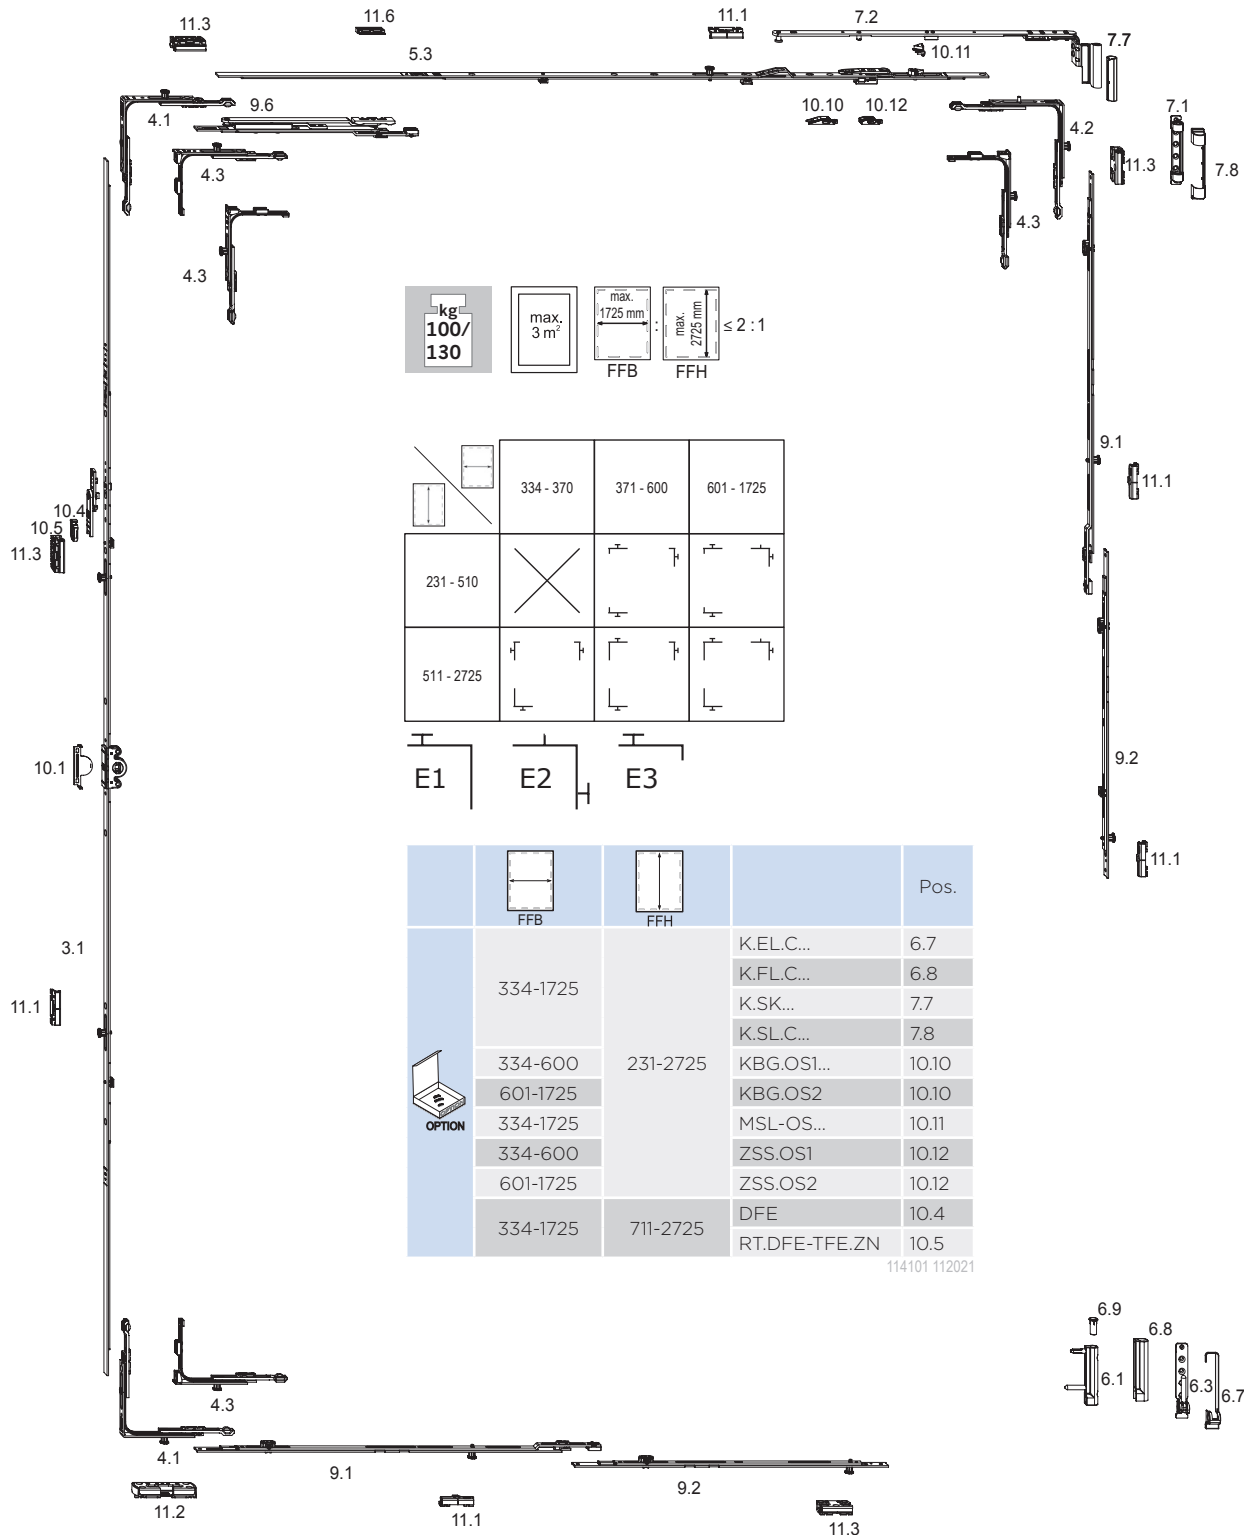 11.3
11.6
11.1
7.2
5.3
10.11
7.7
4.1
9.6
10.10
10.12
7.1
4.2
11.3
7.8
4.3
4.3
4.3
kg
100/
130
max.
3 m²
max.
1725 mm
FFB
:
max.
2725 mm
FFH
≤ 2 : 1
334 - 370
371 - 600
601 - 1725
231 - 510
511 - 2725
E1
E2
E3
10.4
10.5
11.3
9.1
11.1
10.1
9.2
11.1
3.1
11.1
FFB
FFH
Pos.
OPTION
334-1725
231-2725
K.EL.C...
6.7
K.FL.C...
6.8
K.SK...
7.7
K.SL.C...
7.8
334-600
KBG.OS1...
10.10
601-1725
KBG.OS2
10.10
334-1725
MSL-OS...
10.11
334-600
ZSS.OS1
10.12
601-1725
ZSS.OS2
10.12
334-1725
711-2725
DFE
10.4
RT.DFE-TFE.ZN
10.5
114101 112021
6.9
6.8
6.1
6.3
6.7
4.3
4.1
9.1
9.2
11.2
11.1
11.3